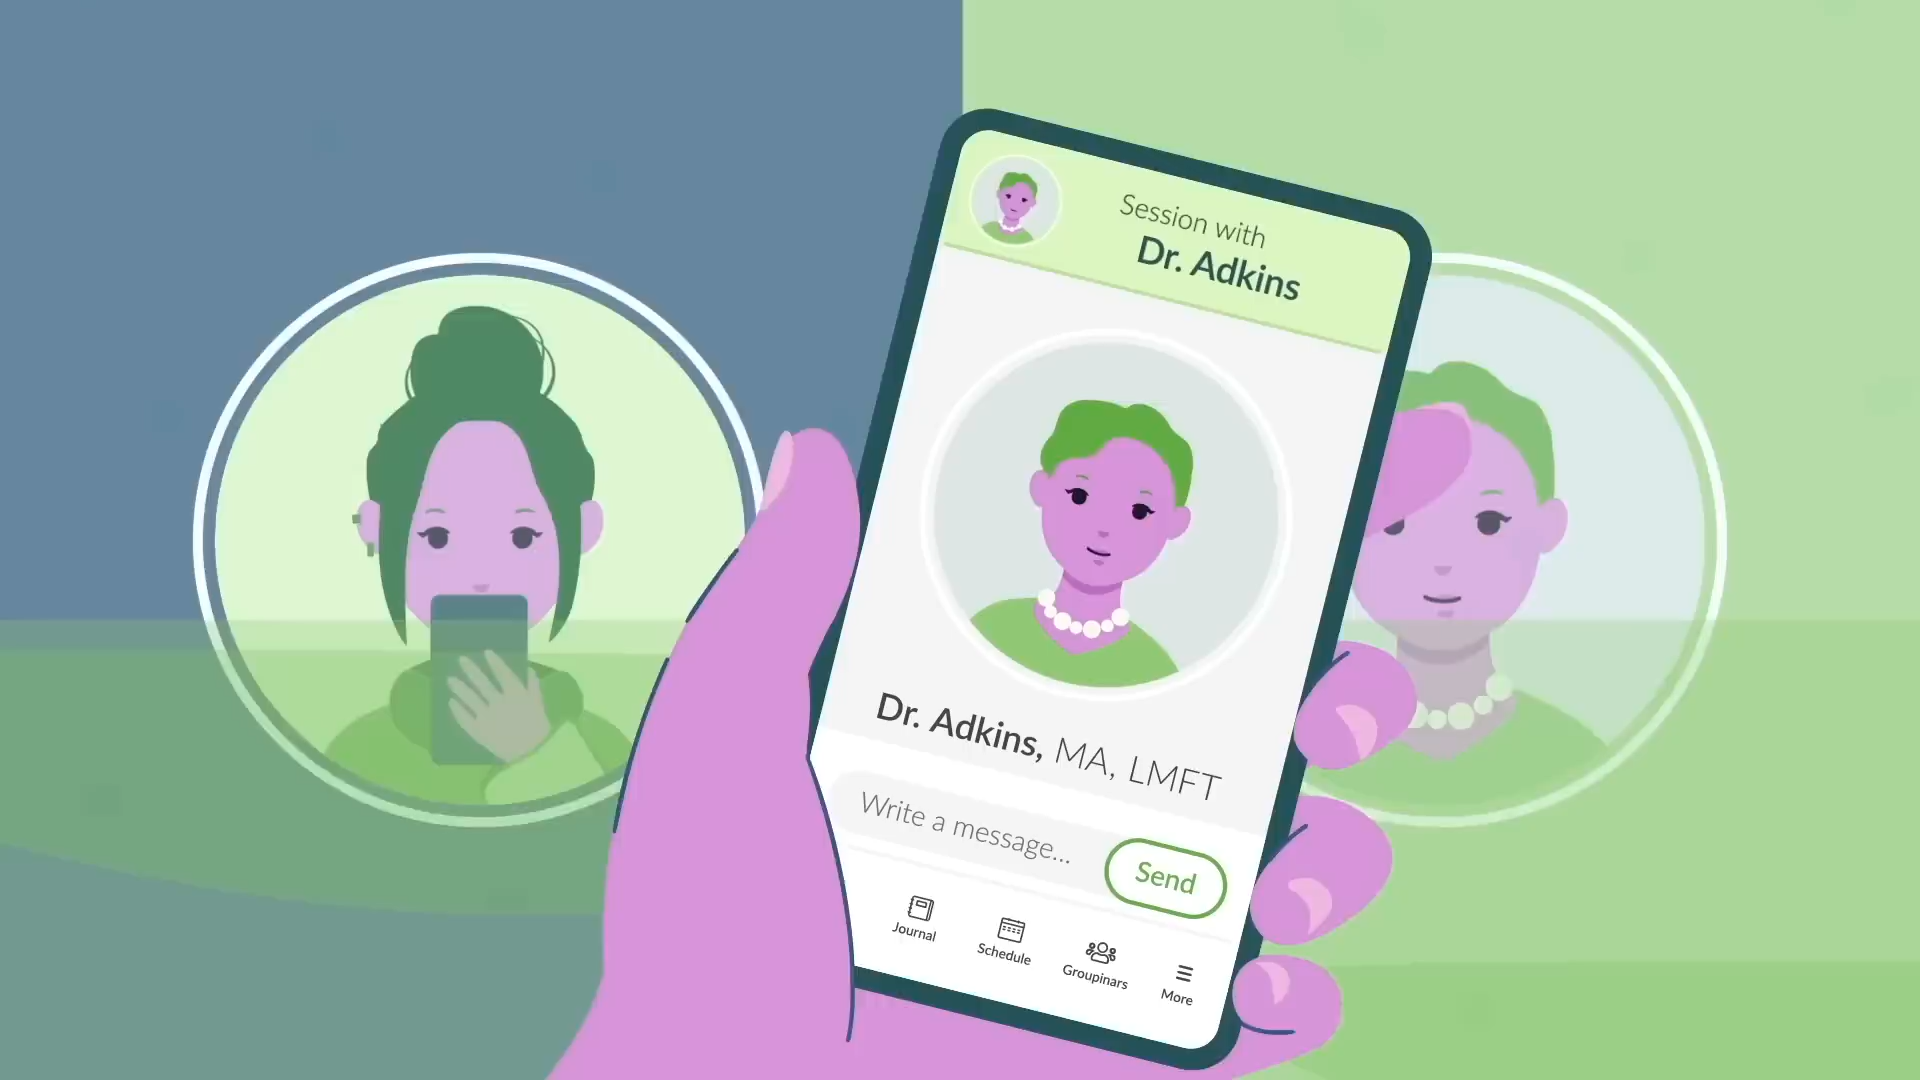 Session with
Dr. Adkins
Dr. Adkins, MA, LMFT
Write a message...
Send
Journal
Schedule
Groupinars
More